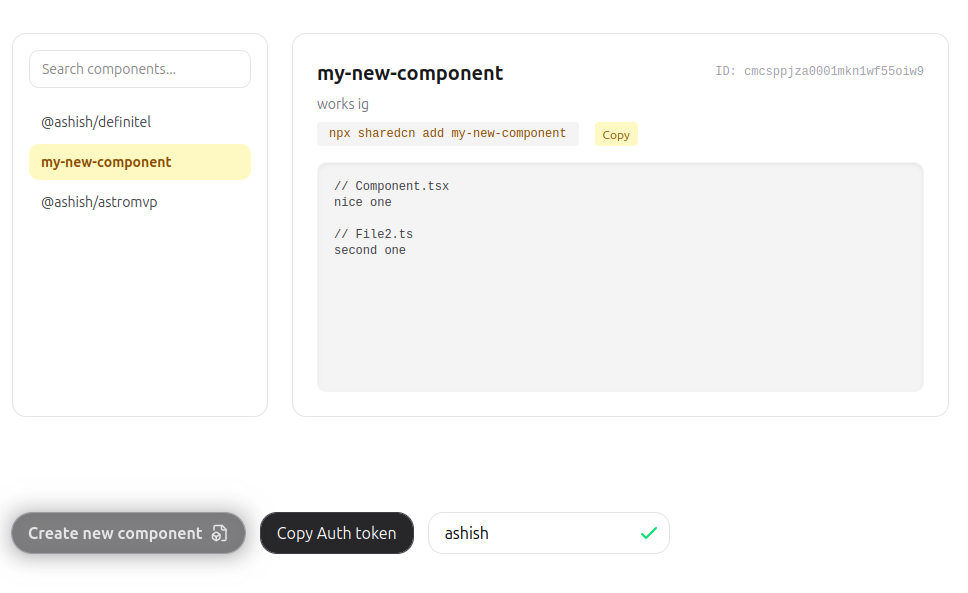 Search components...
@ashish/definitel
my-new-component
@ashish/astromvp
my-new-component
ID: cmcsppjza0001mkn1wf55oiw9
works ig
npx sharedcn add my-new-component
Copy
// Component.tsx
nice one
// File2.ts
second one
Create new component
Copy Auth token
ashish